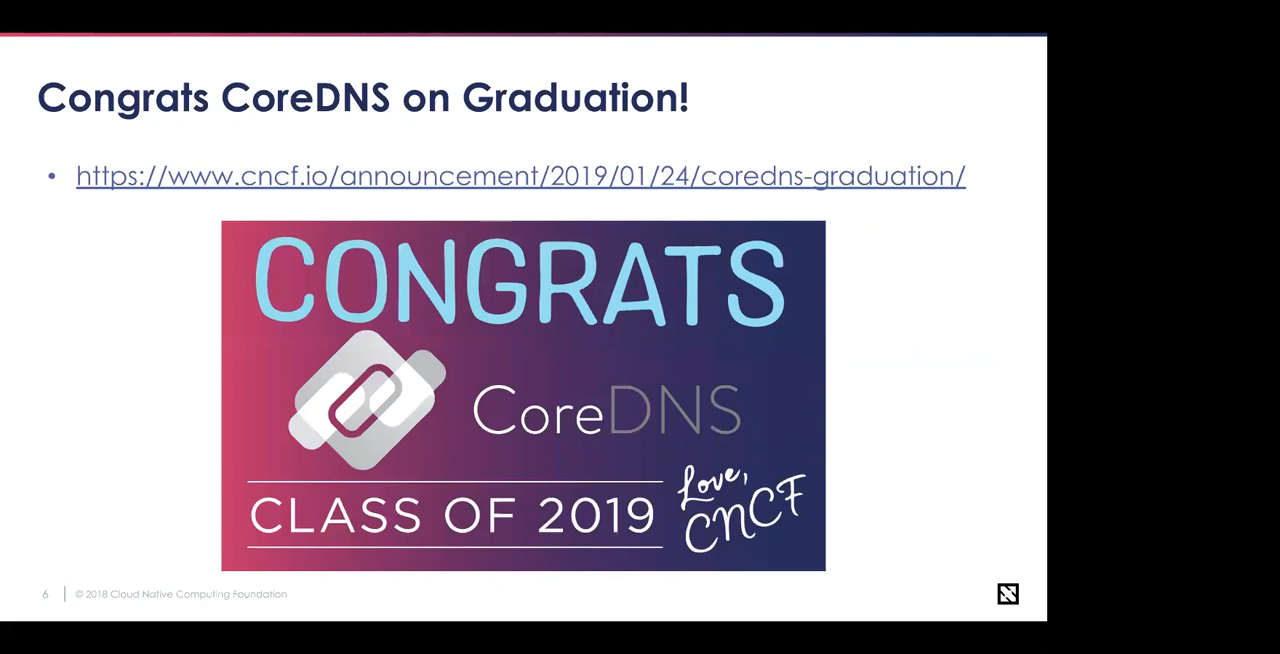 Congrats CoreDNS on Graduation!
• https://www.cncf.io/announcement/2019/01/24/coredns-graduation/
CONGRATS
CoreDNS
CLASS OF 2019
Love,
CNCF
6 | © 2018 Cloud Native Computing Foundation